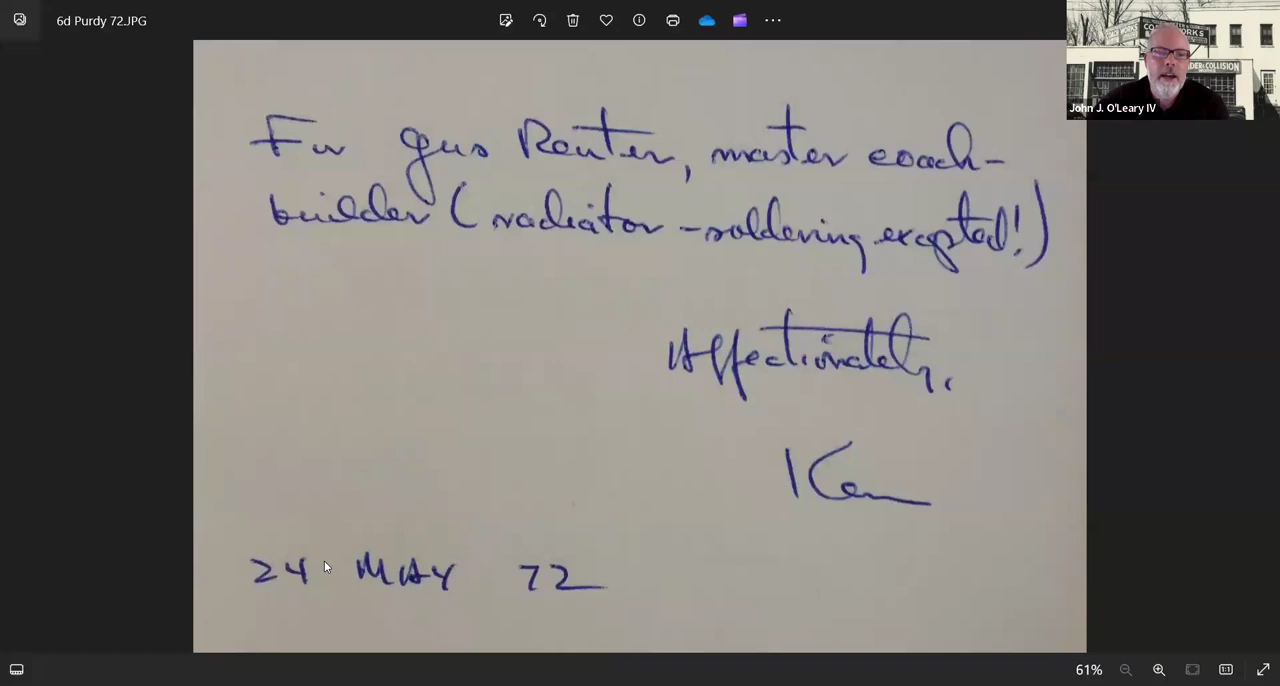 6d Purdy 72.JPG
For Gus Reuter, master coach-
builder (radiator-soldering excepted!)
Affectionately,
Ken
24 MAY 72
John J. O'Leary IV
COLLISION
61%